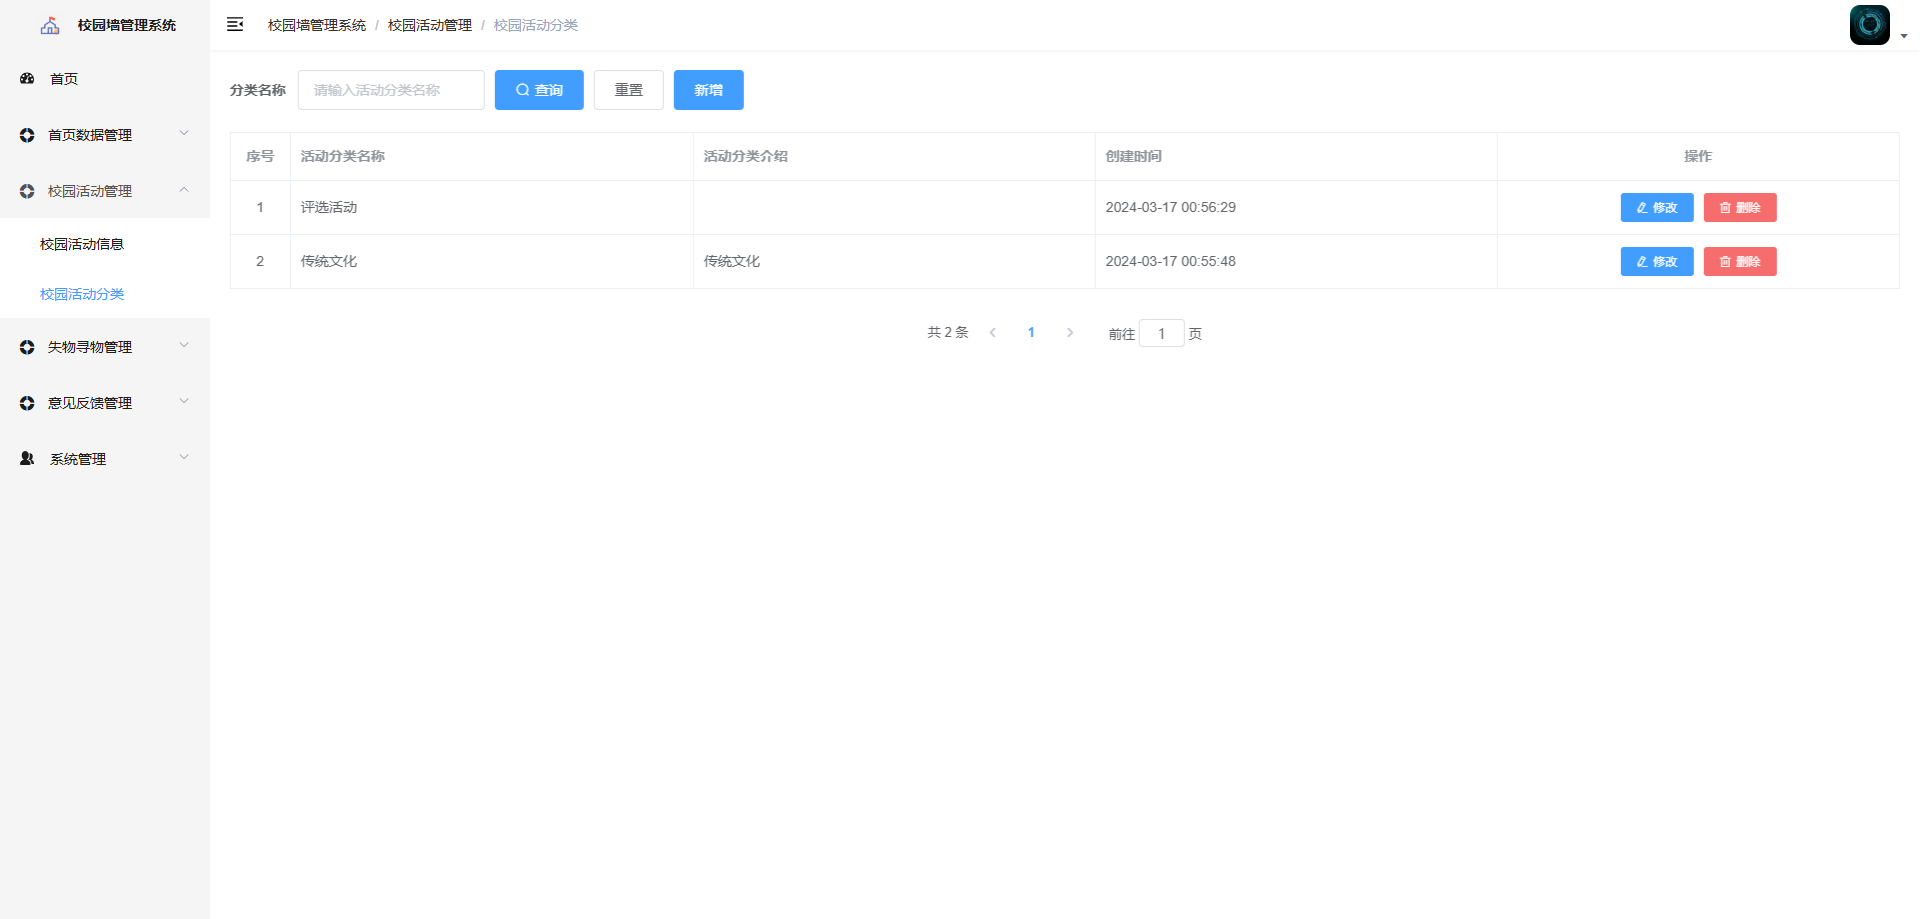 校园墙管理系统
首页
首页数据管理
校园活动管理
校园活动信息
校园活动分类
失物寻物管理
意见反馈管理
系统管理
校园墙管理系统 / 校园活动管理 / 校园活动分类
分类名称 请输入活动分类名称 查询 重置 新增
序号 活动分类名称 活动分类介绍 创建时间 操作
1 评选活动 2024-03-17 00:56:29 修改 删除
2 传统文化 传统文化 2024-03-17 00:55:48 修改 删除
共 2 条 1 前往 1 页